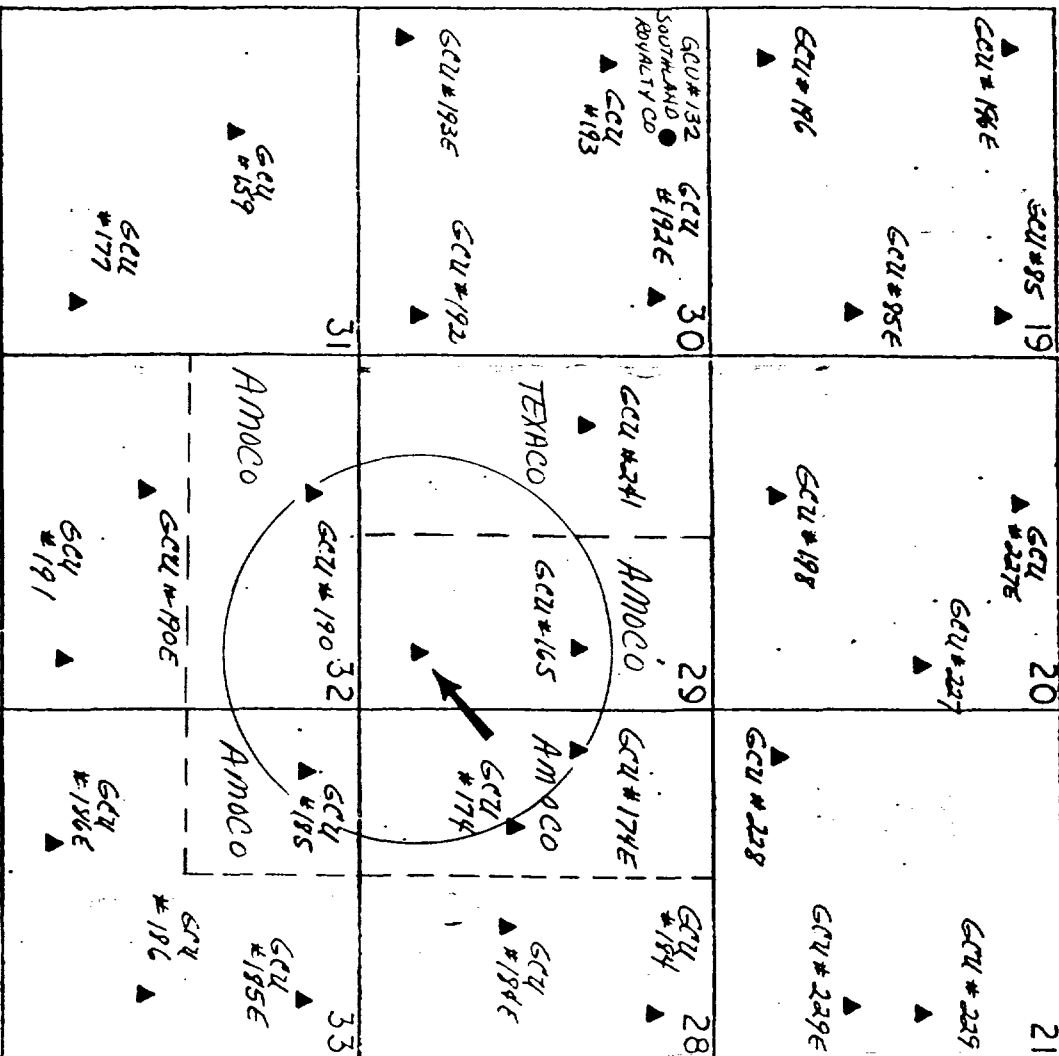 19
GCU#85
GCU#196E
GCU#85E
GCU#196
20
GCU
#227E
GCU#227
GCU#198
21
GCU # 229
GCU# 229E
GCU # 228
30
GCU#132
SOUTHLAND
ROYALTY CO
GCU
#192E
GCU
#193
GCU#193E
GCU#192
29
GCU #241
TEXACO
AMOCO
GCU#165
28
GCU#174E
AMOCO
GCU
#174
GCU
#184
GCU
#184E
31
GCU
#159
GCU
#177
32
AMOCO
GCU#190
GCU#190E
GCU
#191
33
GCU
#185
AMOCO
GCU
#185E
GCU
#186
GCU
#186E